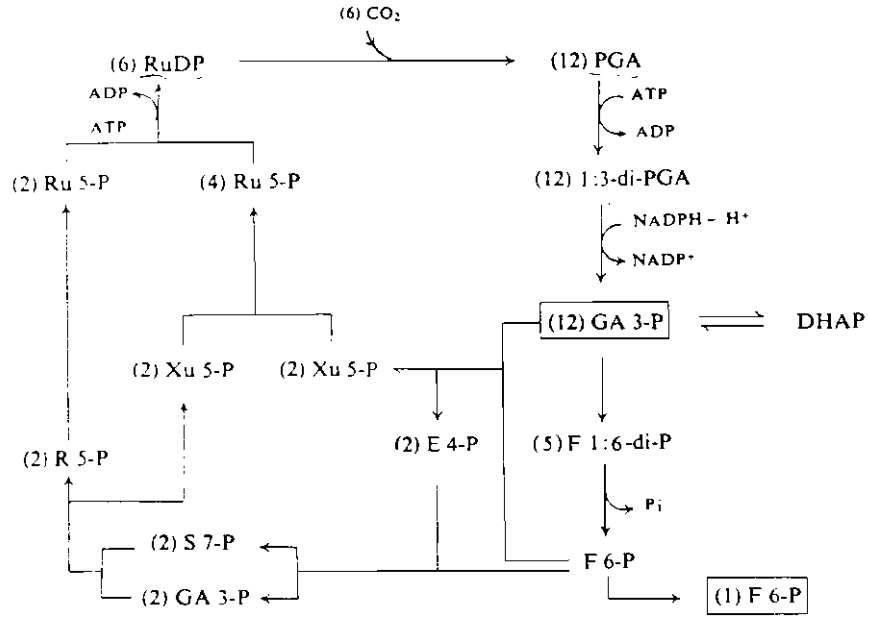 (6) CO₂
(6) RuDP
(12) PGA
ADP
ATP
ATP
ADP
(2) Ru 5-P
(4) Ru 5-P
(12) 1:3-di-PGA
NADPH – H⁺
NADP⁺
(12) GA 3-P
DHAP
(2) Xu 5-P
(2) Xu 5-P
(2) R 5-P
(2) E 4-P
(5) F 1:6-di-P
Pi
(2) S 7-P
F 6-P
(2) GA 3-P
(1) F 6-P